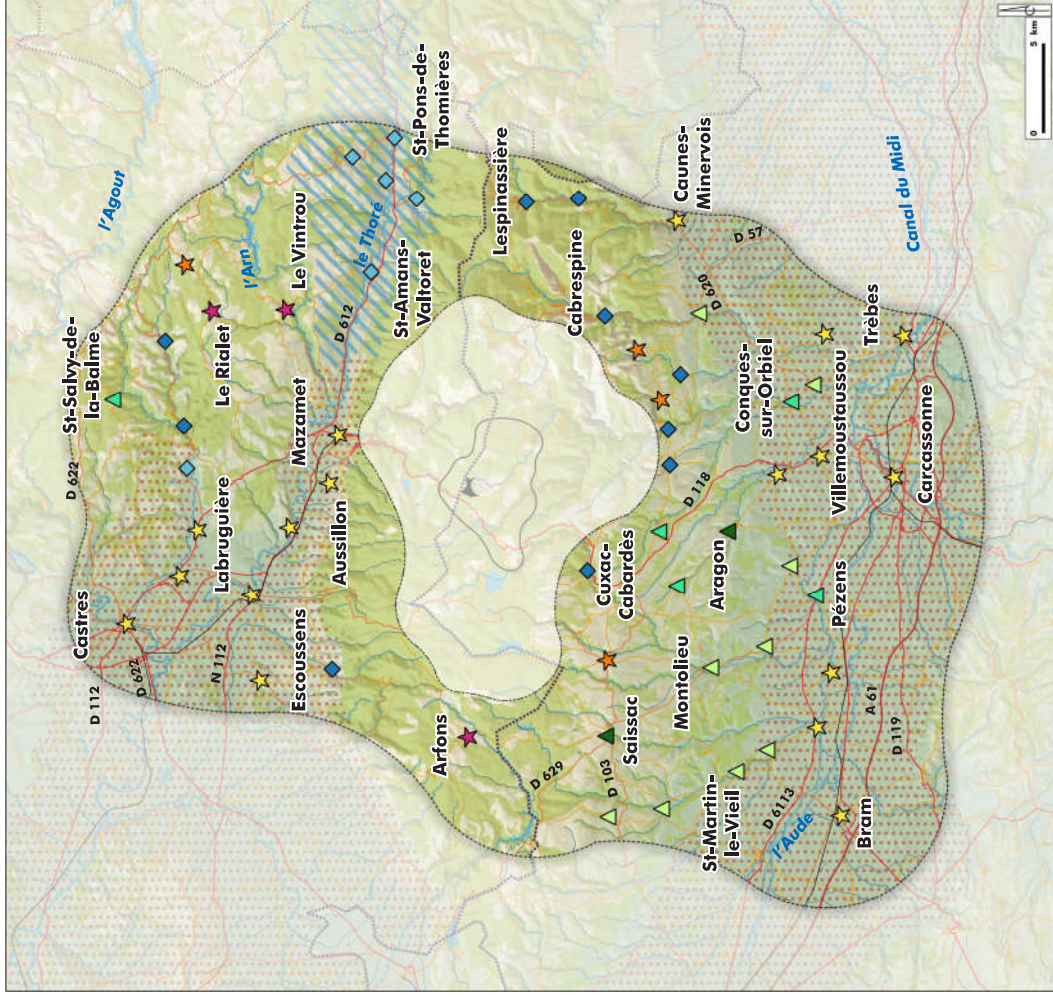 l'Agout
St-Salvy-de-
la-Balme
D 622
Castres
D 112
D 622
N 112
Labruguière
Escoussens
Mazamet
Aussillon
Le Rialet
l'Arn
Le Vintrou
D 612
le Thoré
St-Amans-
Valtoret
St-Pons-de-
Thomières
Lespinassière
Arfons
D 629
Cabrespine
Caunes-
Minervois
D 57
D 620
Cuxac-
Cabardès
D 118
Saissac
D 103
Montolieu
Aragon
Conques-
sur-Orbiel
St-Martin-
le-Vieil
D 6113
l'Aude
Bram
Pézens
A 61
D 119
Villemoustaussou
Carcassonne
Trèbes
Canal du Midi
0
5 km